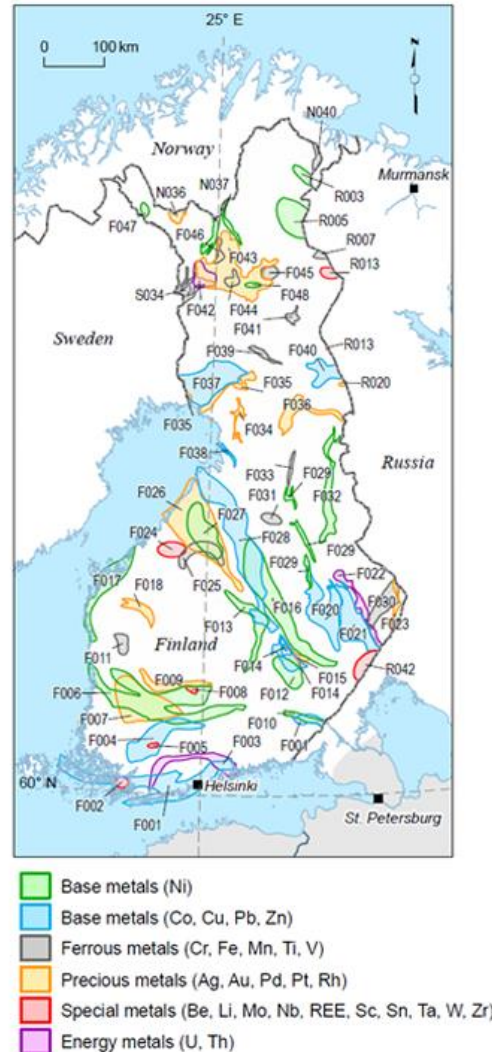 25° E
0 100 km
N
N040
Norway
Murmansk
R003
N036
N037
F047
R005
F046
F043
R007
F045
R013
S034
F042
F044
F048
F041
Sweden
R013
F039
F040
F037
F035
R020
F036
F035
F034
F038
Russia
F033
F029
F026
F031
F032
F027
F024
F028
F029
F029
F017
F025
F022
F018
F016
F030
F013
F020
F023
F021
Finland
F011
F014
F015
R042
F009
F008
F012
F014
F006
F007
F010
F004
F003
F005
F001
60° N
Helsinki
F002
F001
St. Petersburg
Base metals (Ni)
Base metals (Co, Cu, Pb, Zn)
Ferrous metals (Cr, Fe, Mn, Ti, V)
Precious metals (Ag, Au, Pd, Pt, Rh)
Special metals (Be, Li, Mo, Nb, REE, Sc, Sn, Ta, W, Zr)
Energy metals (U, Th)